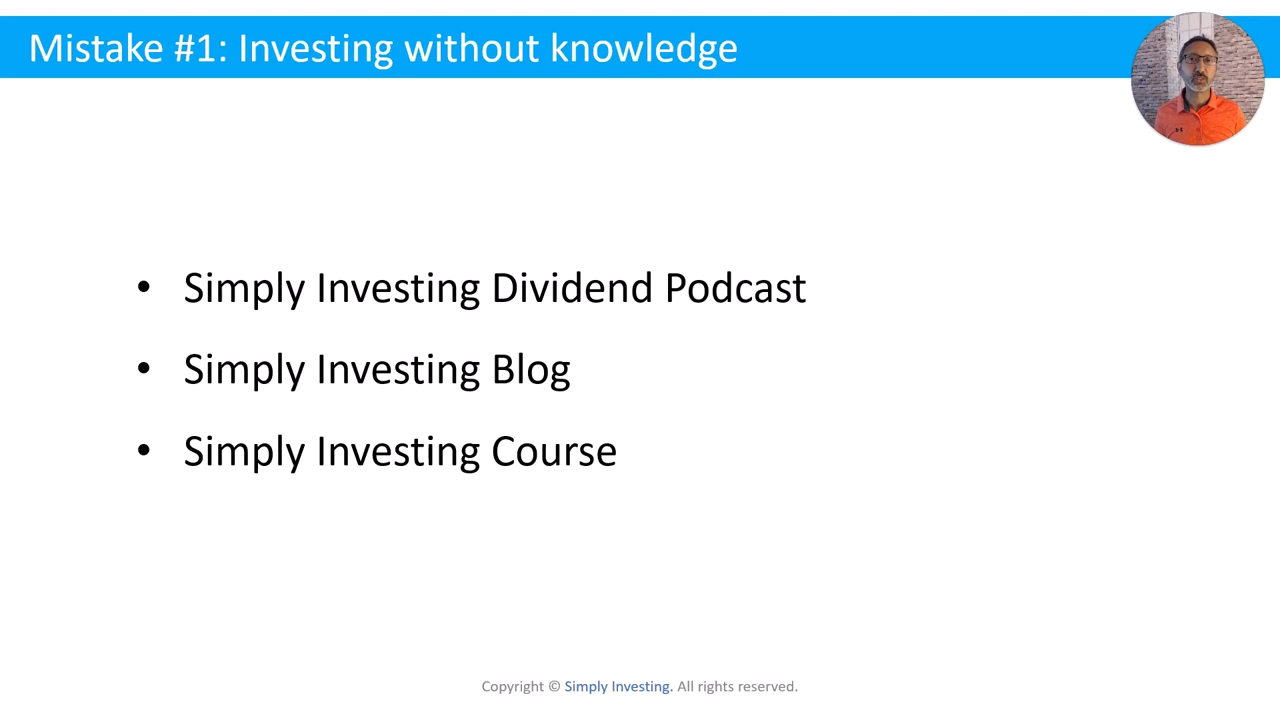 Mistake #1: Investing without knowledge
• Simply Investing Dividend Podcast
• Simply Investing Blog
• Simply Investing Course
Copyright © Simply Investing. All rights reserved.